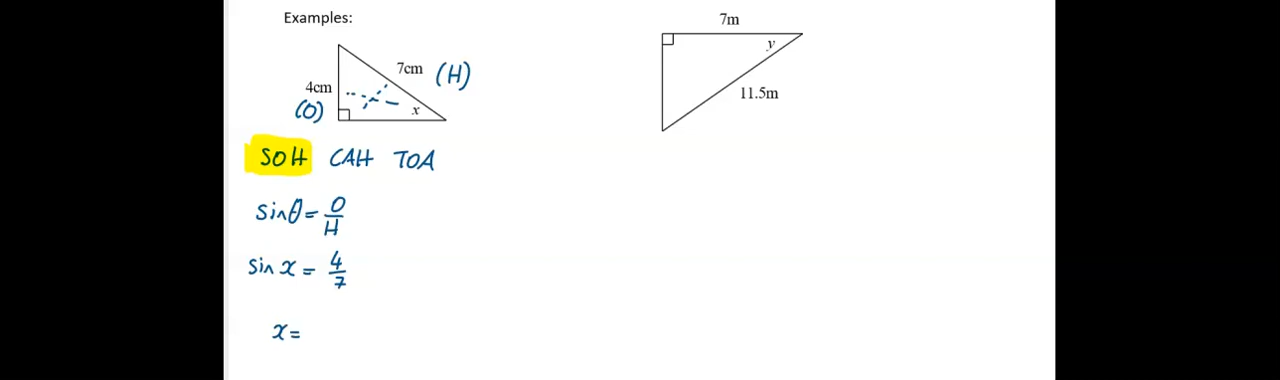 Examples:
7m
y
7cm (H)
4cm
11.5m
(O)
x
SOH CAH TOA
sinθ = O/H
sin x = 4/7
x =